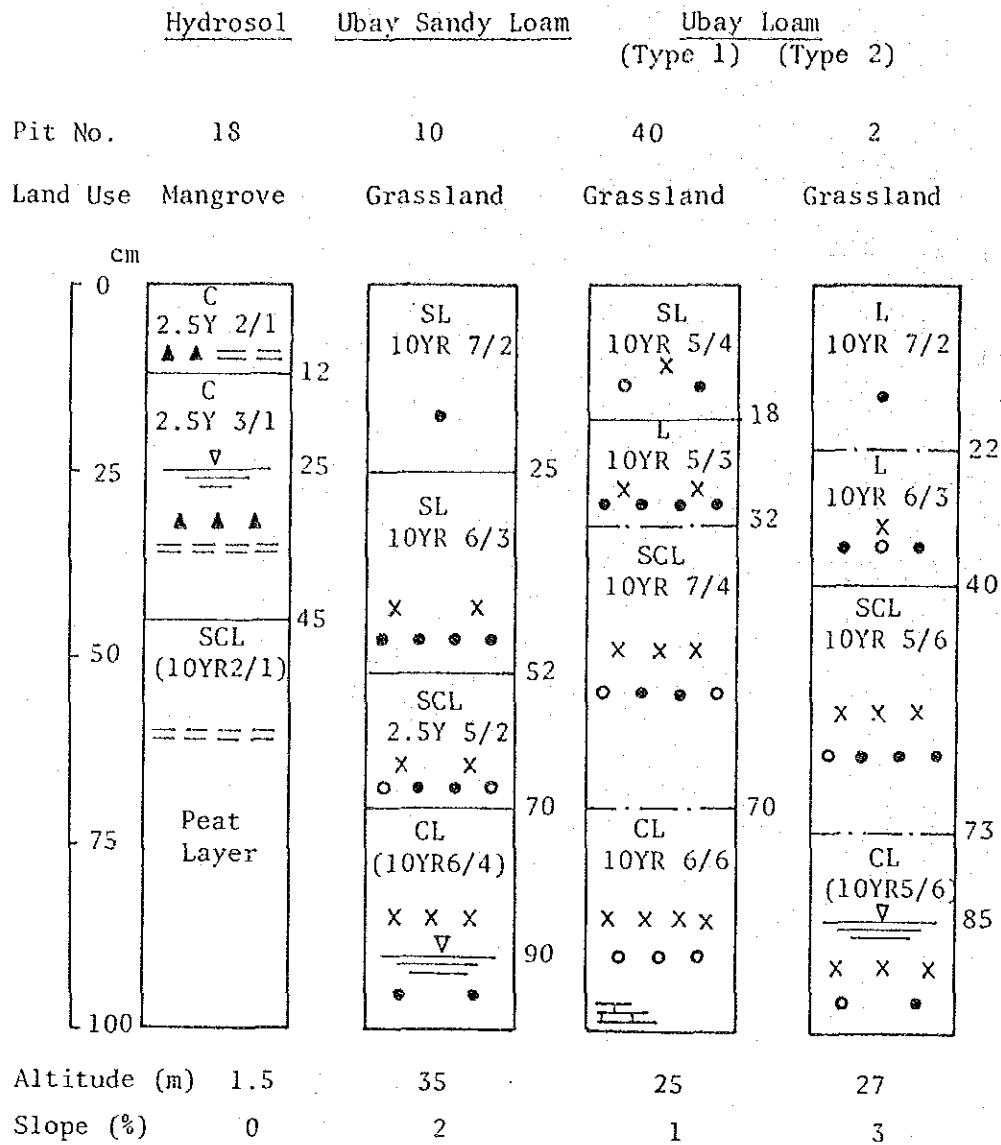 Hydrosol Ubay Sandy Loam Ubay Loam
(Type 1) (Type 2)
Pit No. 18 10 40 2
Land Use Mangrove Grassland Grassland Grassland
cm
0
C SL SL L
2.5Y 2/1 10YR 7/2 10YR 5/4 10YR 7/2
X
12
C
2.5Y 3/1
18
L
10YR 5/3
22
L
10YR 6/3
25 25 25
X X
X
SL
10YR 6/3
32
SCL
10YR 7/4
40
SCL
10YR 5/6
X X
45
SCL
(10YR2/1)
50
X X X
52
SCL
2.5Y 5/2
X X X
X X
70 70
73
75
Peat
Layer
CL CL CL
(10YR6/4) 10YR 6/6 (10YR5/6)
85
X X X X X X X
90
X X X
100
Altitude (m) 1.5 35 25 27
Slope (%) 0 2 1 3